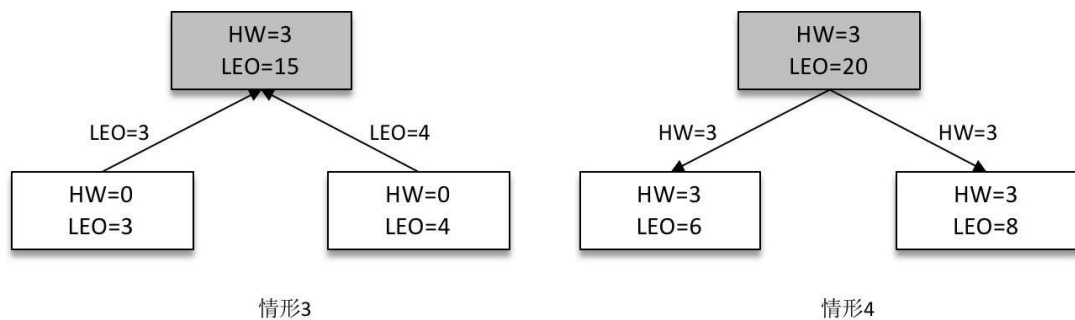 HW=3
LEO=15
LEO=3
LEO=4
HW=0
LEO=3
HW=0
LEO=4
情形3
HW=3
LEO=20
HW=3
HW=3
HW=3
LEO=6
HW=3
LEO=8
情形4